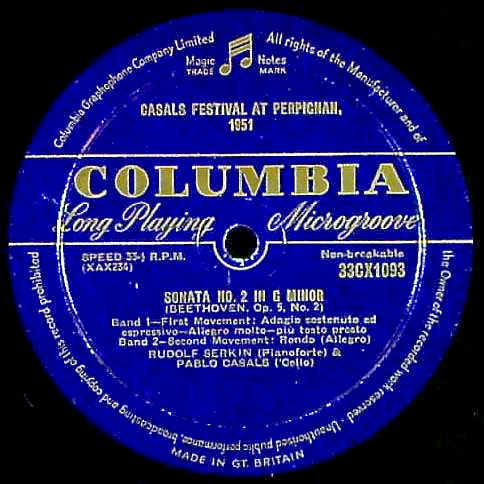 Columbia Graphophone Company Limited
All rights of the Manufacturer and of
the Owner of the recorded work reserved · Unauthorised public performance, broadcasting and copying of this record prohibited
Magic Notes
TRADE MARK
CASALS FESTIVAL AT PERPIGNAN,
1951
COLUMBIA
Long Playing Microgroove
SPEED 33⅓ R.P.M. Non-breakable
(XAX234) 33CX1093
SONATA NO. 2 IN G MINOR
(BEETHOVEN, Op. 5, No. 2)
Band 1—First Movement: Adagio sostenuto ed
espressivo—Allegro molto—più tosto presto
Band 2—Second Movement: Rondo (Allegro)
RUDOLF SERKIN (Pianoforte) &
PABLO CASALS ('Cello)
MADE IN GT. BRITAIN